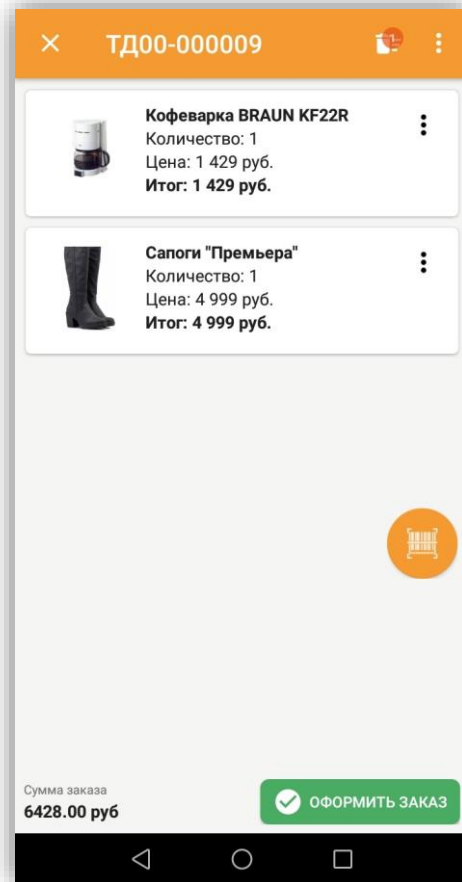 ТД00-000009
Кофеварка BRAUN KF22R
Количество: 1
Цена: 1 429 руб.
Итог: 1 429 руб.
Сапоги "Премьера"
Количество: 1
Цена: 4 999 руб.
Итог: 4 999 руб.
Сумма заказа
6428.00 руб
ОФОРМИТЬ ЗАКАЗ